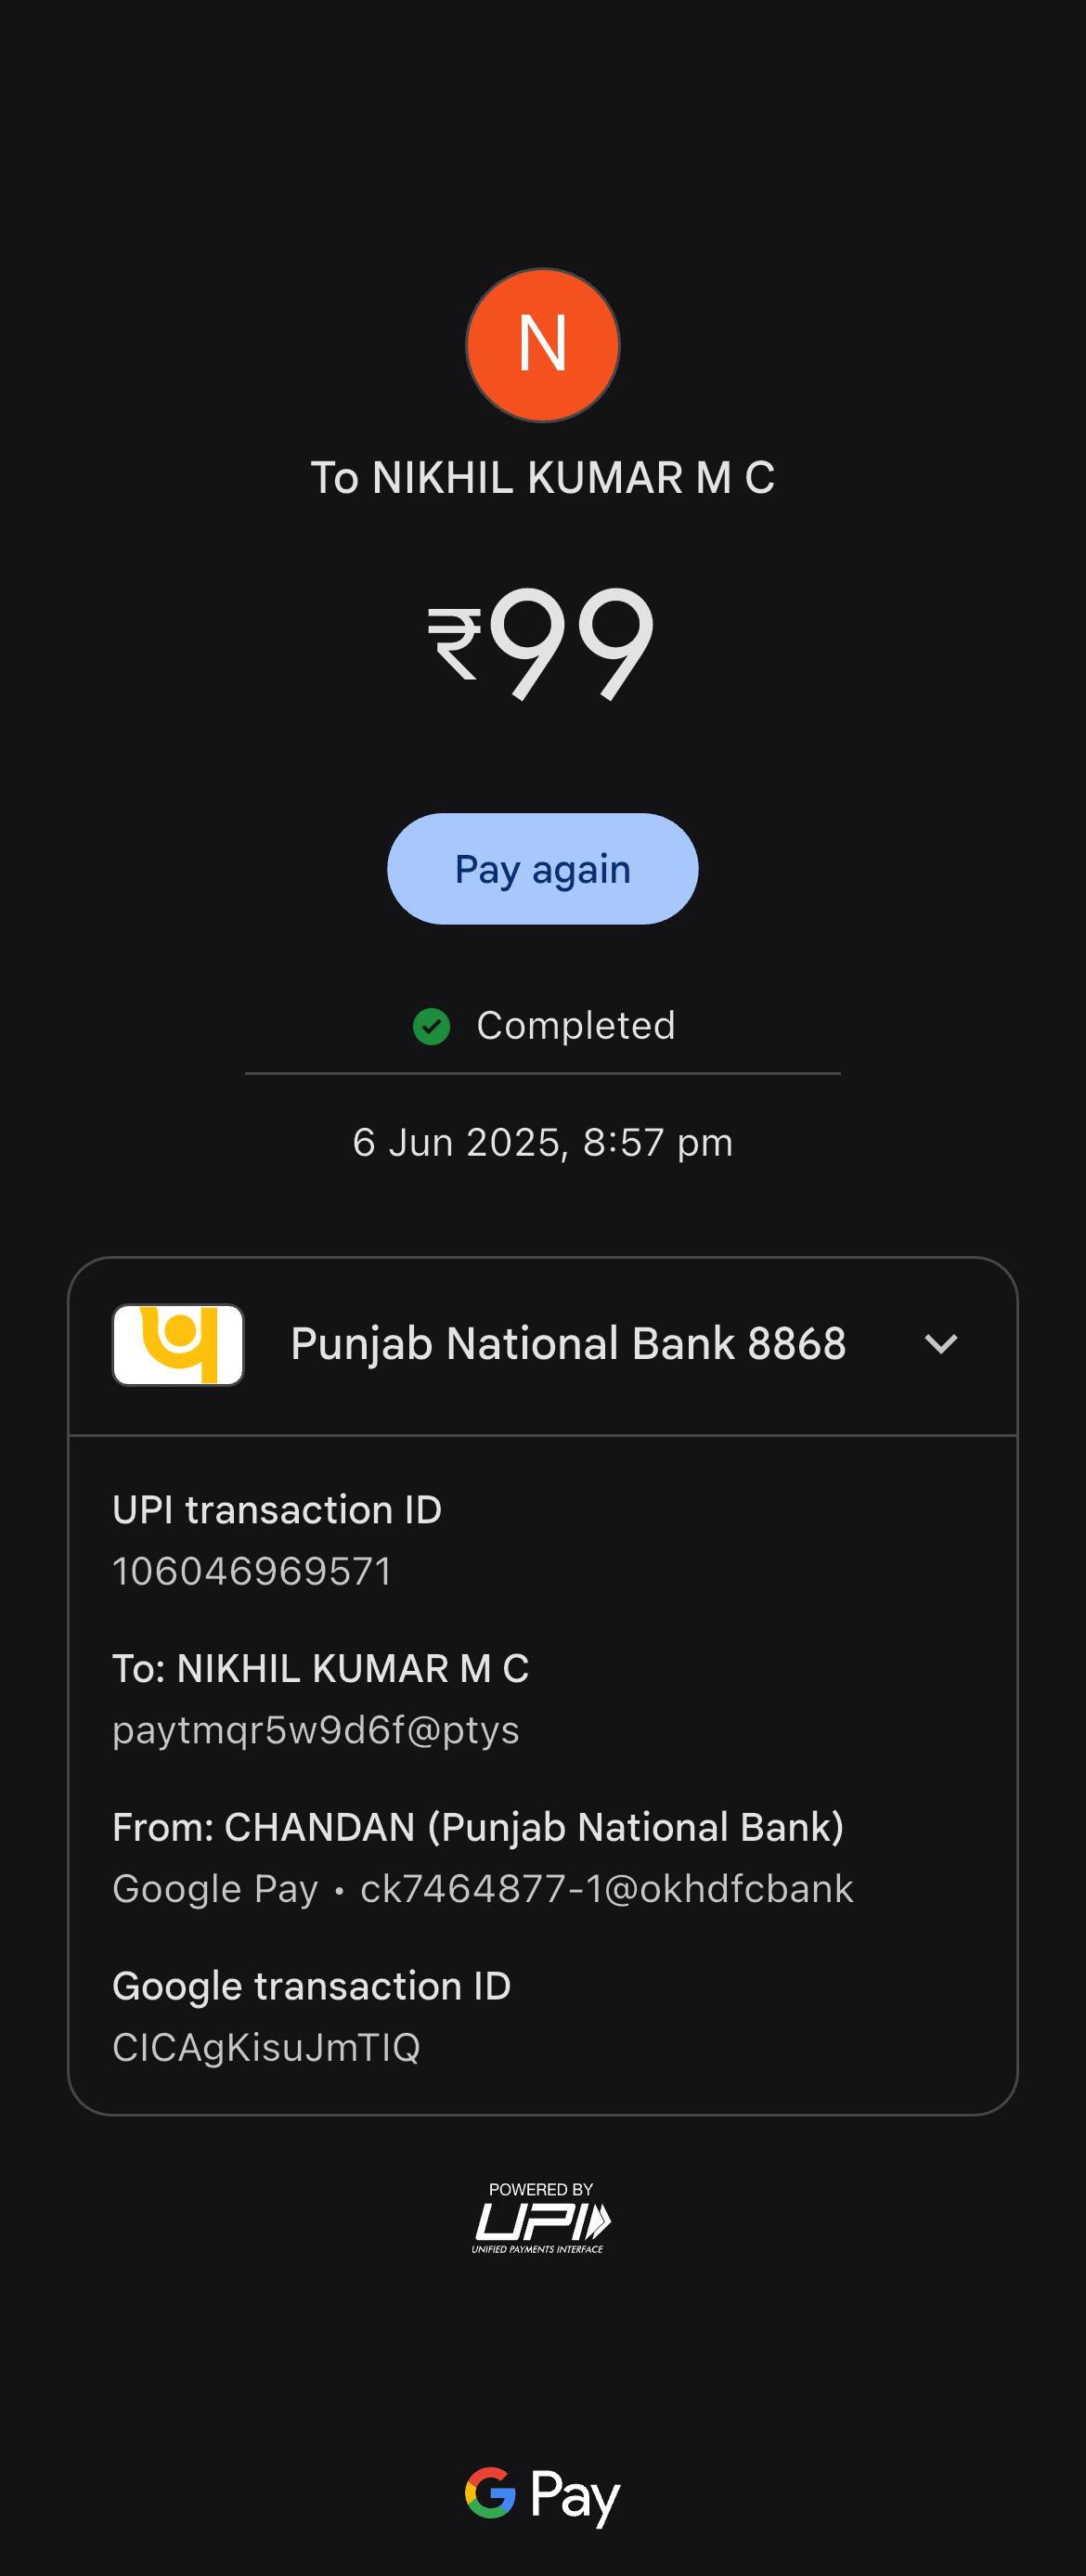 N
To NIKHIL KUMAR M C
₹99
Pay again
Completed
6 Jun 2025, 8:57 pm
Punjab National Bank 8868
UPI transaction ID
106046969571
To: NIKHIL KUMAR M C
paytmqr5w9d6f@ptys
From: CHANDAN (Punjab National Bank)
Google Pay • ck7464877-1@okhdfcbank
Google transaction ID
CICAgKisuJmTIQ
POWERED BY
UPI
UNIFIED PAYMENTS INTERFACE
G Pay